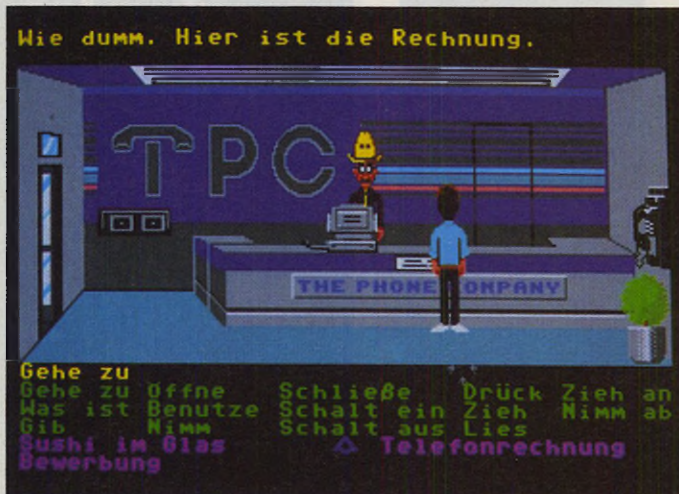 Wie dumm. Hier ist die Rechnung.
TPC
THE PHONE OMPANY
Gehe zu
Gehe zu Öffne Schließe Drück Zieh an
Was ist Benutze Schalt ein Zieh Nimm ab
Gib Nimm Schalt aus Lies
Sushi im Glas Telefonrechnung
Bewerbung